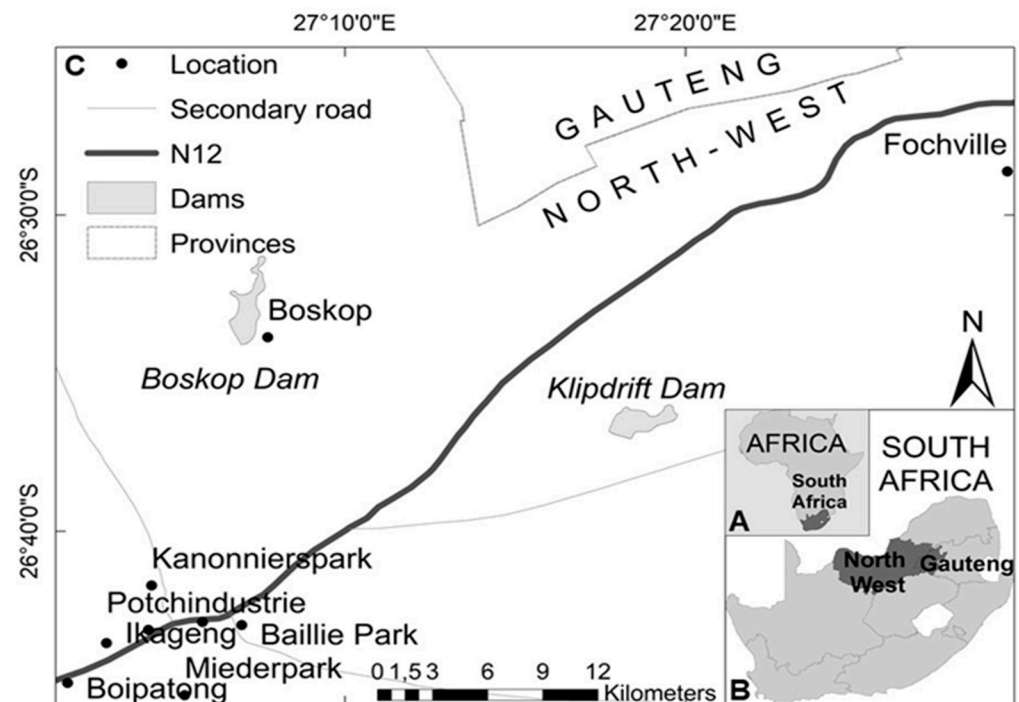 27°10'0"E
27°20'0"E
C
Location
Secondary road
N12
Dams
Provinces
26°30'0"S
26°40'0"S
GAUTENG
NORTH-WEST
Fochville
Boskop
Boskop Dam
Klipdrift Dam
N
Kanonnierspark
Potchindustrie
Ikageng
Baillie Park
Miederpark
Boipatong
0 1,5 3 6 9 12
Kilometers
AFRICA
South
Africa
A
SOUTH
AFRICA
North
West
Gauteng
B